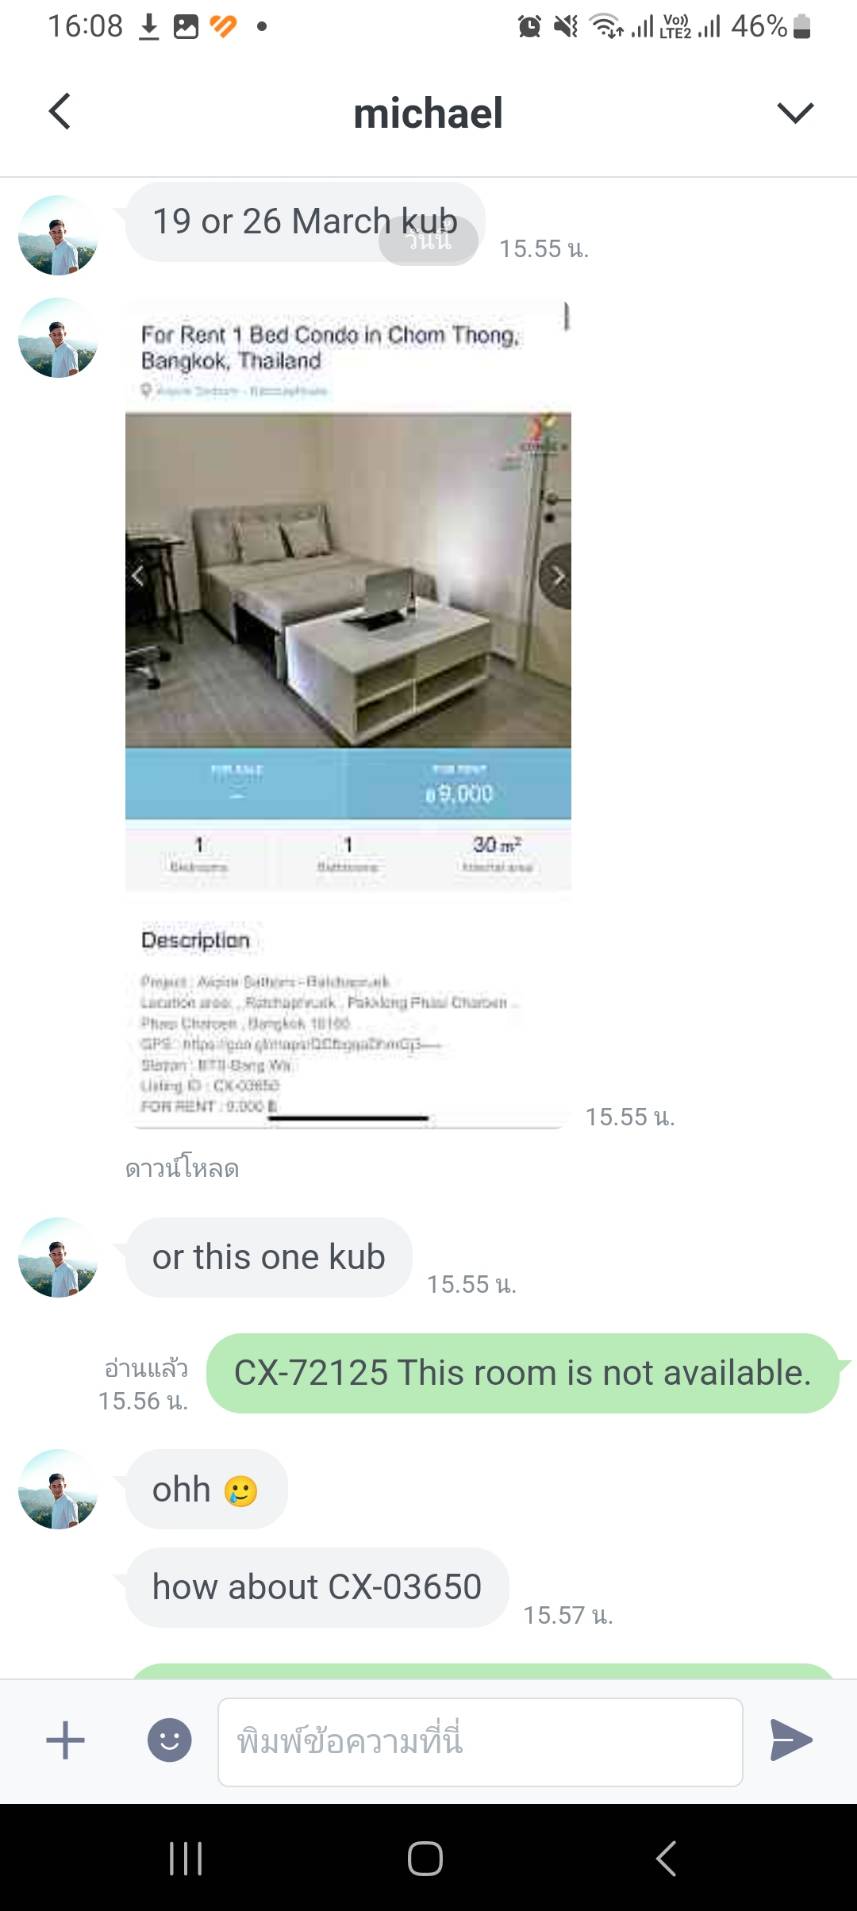 16:08
Vo)) LTE2
46%
michael
19 or 26 March kub
วันนี้
15.55 น.
For Rent 1 Bed Condo in Chom Thong,
Bangkok, Thailand
FOR SALE
FOR RENT
–
฿9,000
1
1
30 m²
Bedrooms
Bathrooms
Internal area
Description
Project : Aspire Sathorn - Ratchapruek
Location area : , Ratchapruek , Pakklong Phasi Charoen ,
Phasi Charoen , Bangkok 10160
GPS :
Station : BTS Bang Wa
Listing ID : CX-03650
FOR RENT : 9,000 ฿
15.55 น.
ดาวน์โหลด
or this one kub
15.55 น.
อ่านแล้ว
15.56 น.
CX-72125 This room is not available.
ohh 🥲
how about CX-03650
15.57 น.
พิมพ์ข้อความที่นี่